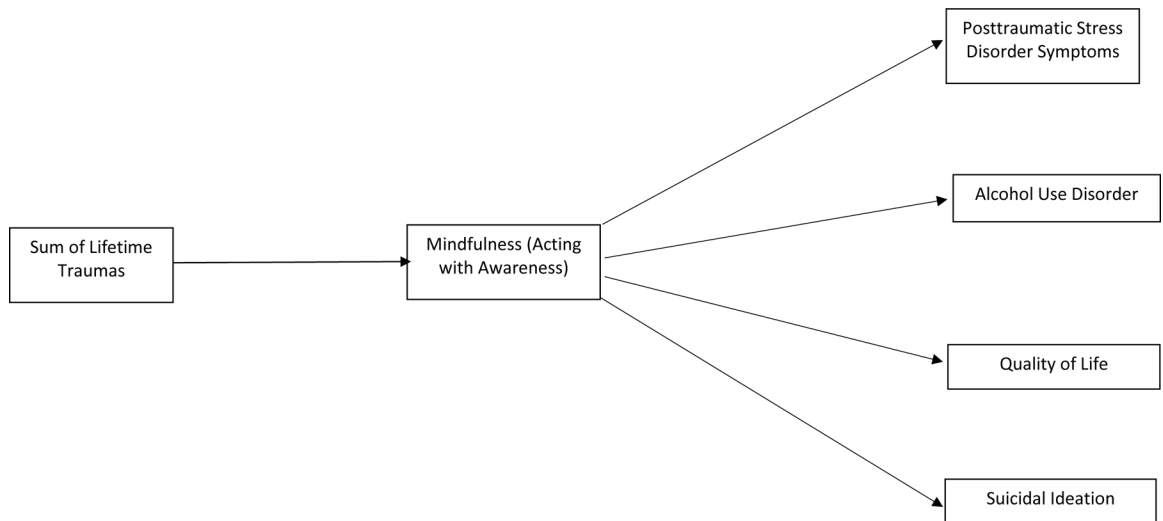 Posttraumatic Stress
Disorder Symptoms
Alcohol Use Disorder
Sum of Lifetime
Traumas
Mindfulness (Acting
with Awareness)
Quality of Life
Suicidal Ideation